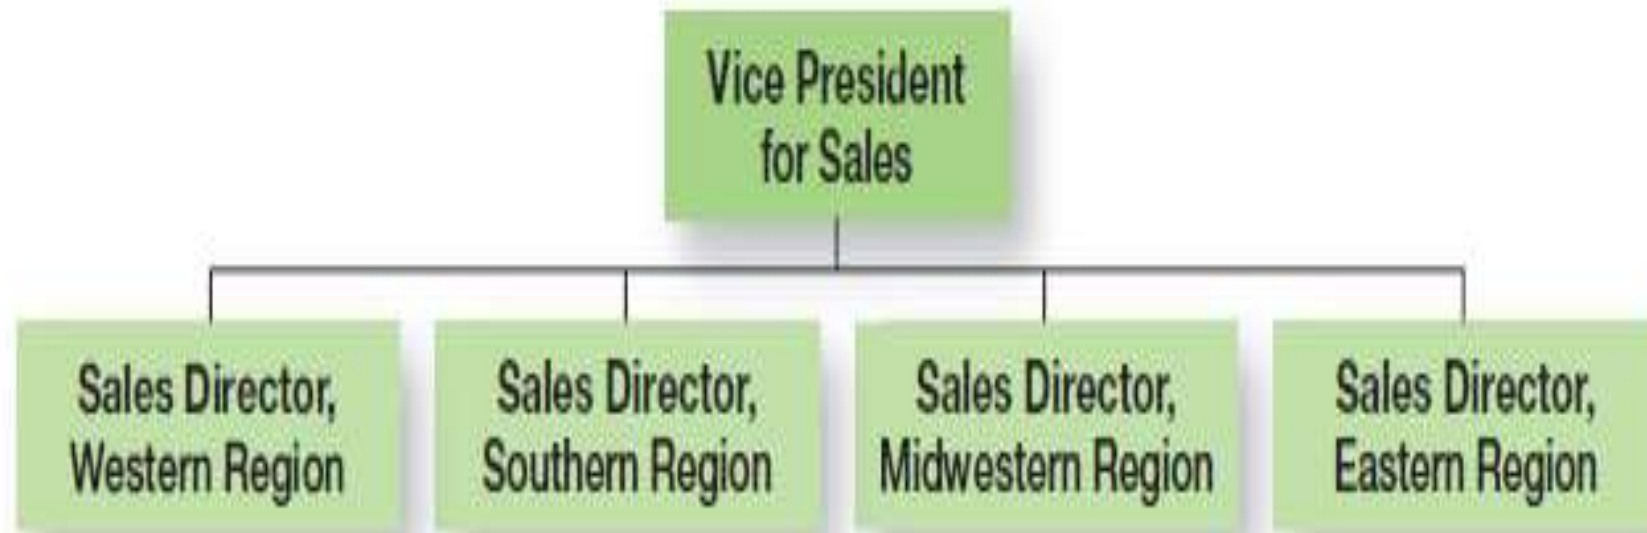 Vice President
for Sales
Sales Director,
Western Region
Sales Director,
Southern Region
Sales Director,
Midwestern Region
Sales Director,
Eastern Region